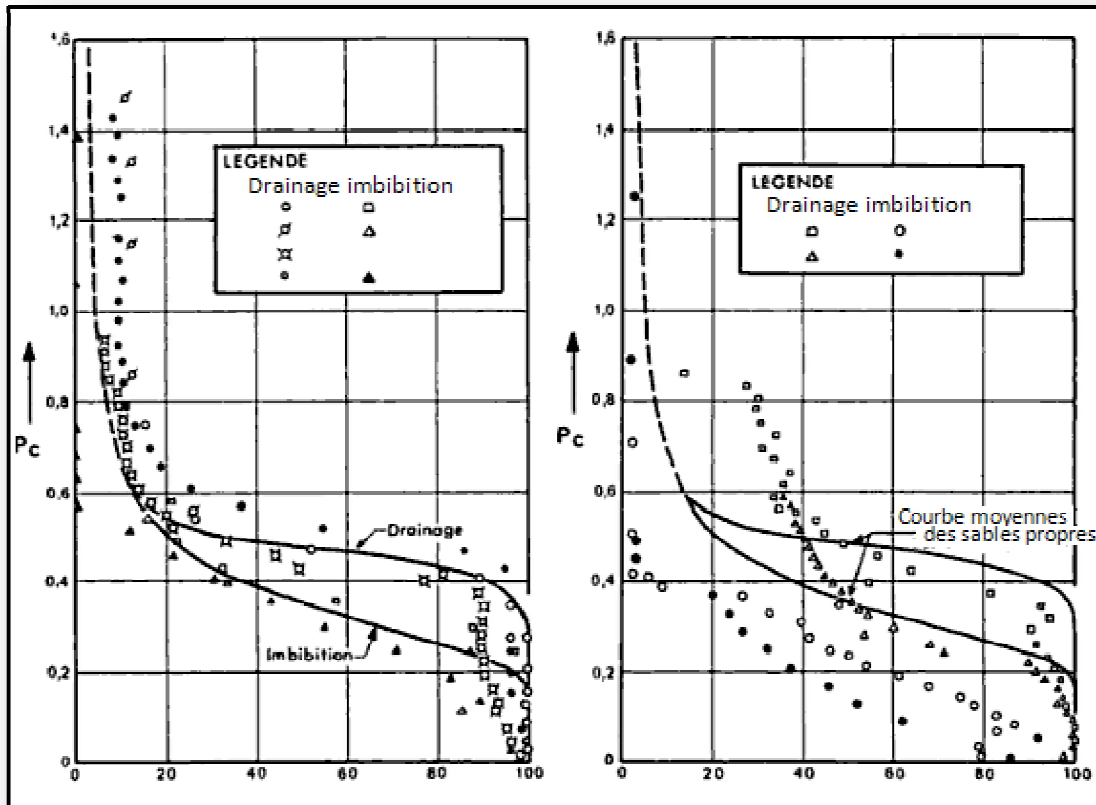 1,6
1,4
1,2
1,0
0,8
0,6
0,4
0,2
0
Pc
LEGENDE
Drainage imbibition
Drainage
Imbibition
0 20 40 60 80 100
1,6
1,4
1,2
1,0
0,8
0,6
0,4
0,2
0
Pc
LEGENDE
Drainage imbibition
Courbe moyennes
des sables propres
0 20 40 60 80 100